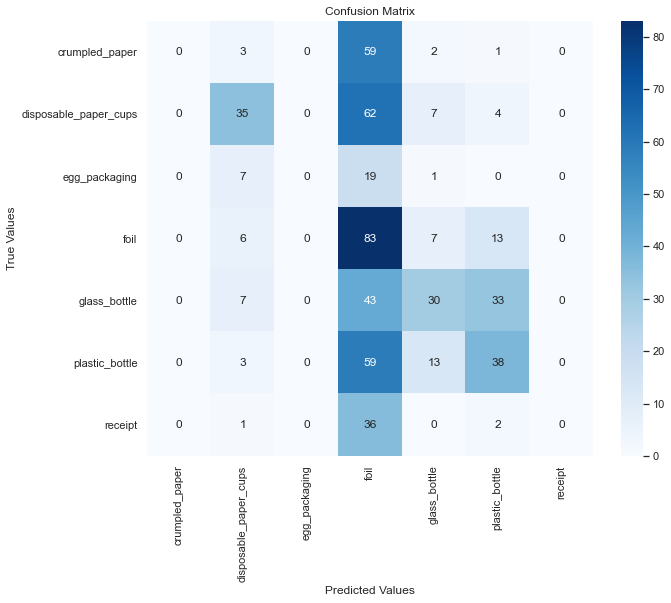 Confusion Matrix
crumpled_paper 0 3 0 59 2 1 0
disposable_paper_cups 0 35 0 62 7 4 0
egg_packaging 0 7 0 19 1 0 0
foil 0 6 0 83 7 13 0
glass_bottle 0 7 0 43 30 33 0
plastic_bottle 0 3 0 59 13 38 0
receipt 0 1 0 36 0 2 0
True Values
crumpled_paper
disposable_paper_cups
egg_packaging
foil
glass_bottle
plastic_bottle
receipt
Predicted Values
80
70
60
50
40
30
20
10
0